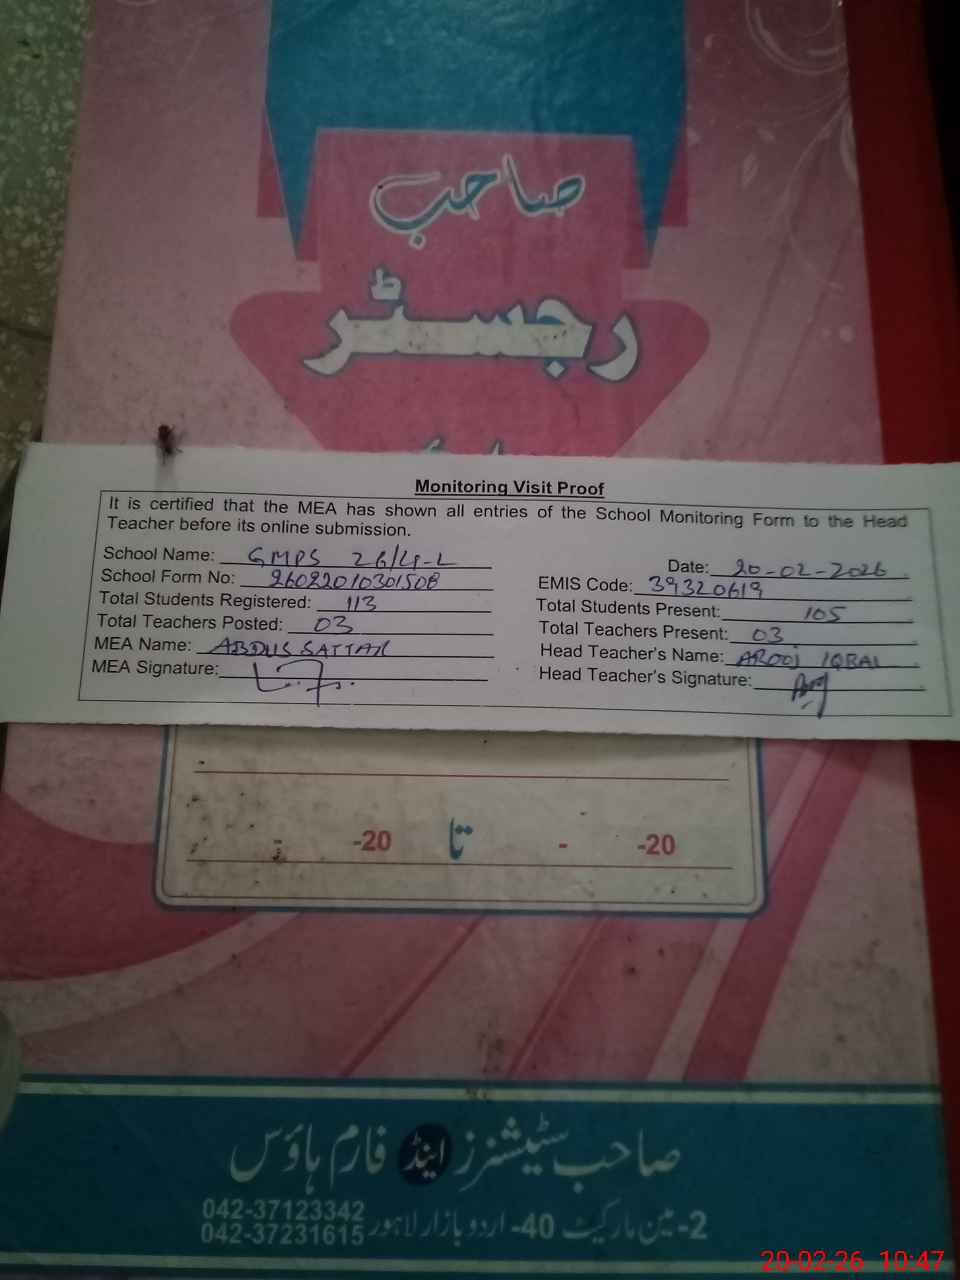 صاحب
رجسٹر
Monitoring Visit Proof
It is certified that the MEA has shown all entries of the School Monitoring Form to the Head
Teacher before its online submission.
School Name: GMPS 26/4-L
Date: 20-02-2026
School Form No: 26082010301508
EMIS Code: 39320619
Total Students Registered: 113
Total Students Present: 105
Total Teachers Posted: 03
Total Teachers Present: 03
MEA Name: ABDUS SATTAR
Head Teacher's Name: AROOJ IQBAL
MEA Signature:
Head Teacher's Signature:
- -20 تا - -20
صاحب سٹیشنرز اینڈ فارم ہاؤس
2-مین مارکیٹ 40-اردو بازار لاہور
042-37123342
042-37231615
20-02-26 10:47